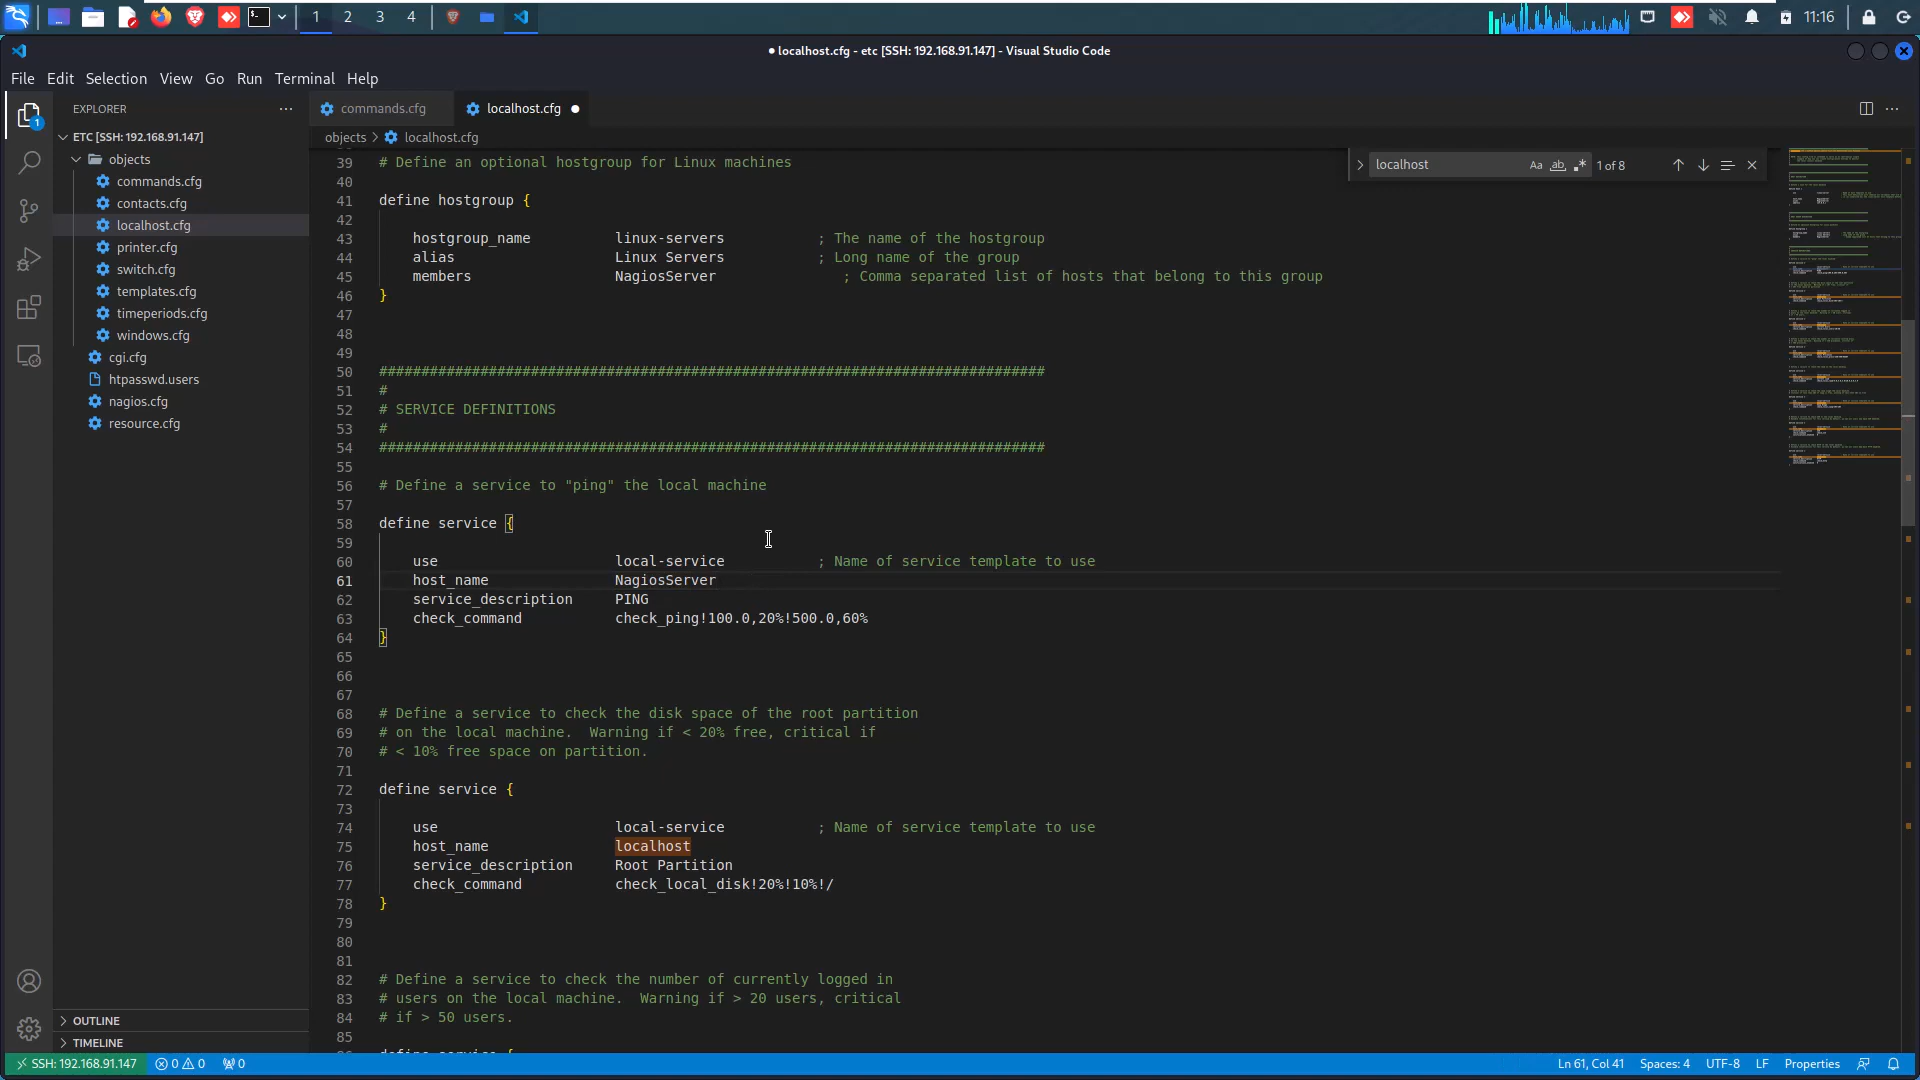 1 2 3 4
11:16
localhost.cfg - etc [SSH: 192.168.91.147] - Visual Studio Code
File Edit Selection View Go Run Terminal Help
EXPLORER
1
ETC [SSH: 192.168.91.147]
objects
commands.cfg
contacts.cfg
localhost.cfg
printer.cfg
switch.cfg
templates.cfg
timeperiods.cfg
windows.cfg
cgi.cfg
htpasswd.users
nagios.cfg
resource.cfg
OUTLINE
TIMELINE
commands.cfg localhost.cfg
objects > localhost.cfg
localhost Aa ab 1 of 8
39 # Define an optional hostgroup for Linux machines
40
41 define hostgroup {
42
43 hostgroup_name linux-servers ; The name of the hostgroup
44 alias Linux Servers ; Long name of the group
45 members NagiosServer ; Comma separated list of hosts that belong to this group
46 }
47
48
49
50 ###############################################################################
51 #
52 # SERVICE DEFINITIONS
53 #
54 ###############################################################################
55
56 # Define a service to "ping" the local machine
57
58 define service {
59
60 use local-service ; Name of service template to use
61 host_name NagiosServer
62 service_description PING
63 check_command check_ping!100.0,20%!500.0,60%
64 }
65
66
67
68 # Define a service to check the disk space of the root partition
69 # on the local machine.  Warning if < 20% free, critical if
70 # < 10% free space on partition.
71
72 define service {
73
74 use local-service ; Name of service template to use
75 host_name localhost
76 service_description Root Partition
77 check_command check_local_disk!20%!10%!/
78 }
79
80
81
82 # Define a service to check the number of currently logged in
83 # users on the local machine.  Warning if > 20 users, critical
84 # if > 50 users.
85
SSH: 192.168.91.147 0 0 0 Ln 61, Col 41 Spaces: 4 UTF-8 LF Properties